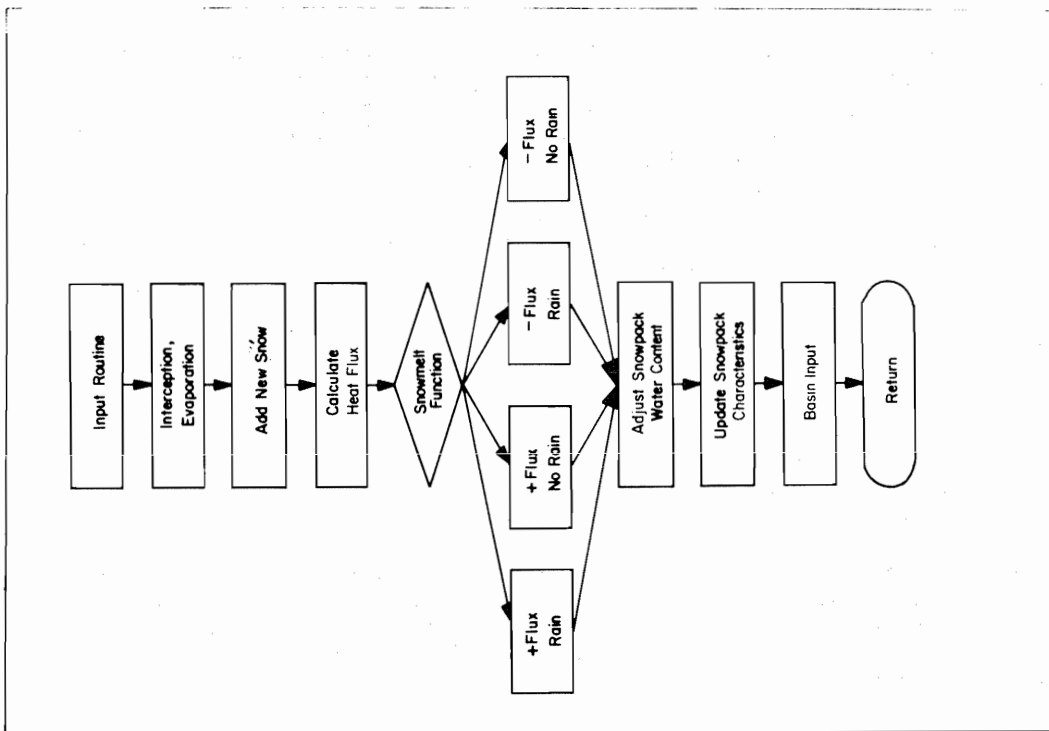 Input Routine
Interception,
Evaporation
Add New Snow
Calculate
Heat Flux
Snowmelt
Function
+Flux
Rain
+Flux
No Rain
-Flux
Rain
-Flux
No Rain
Adjust Snowpack
Water Content
Update Snowpack
Characteristics
Basin Input
Return